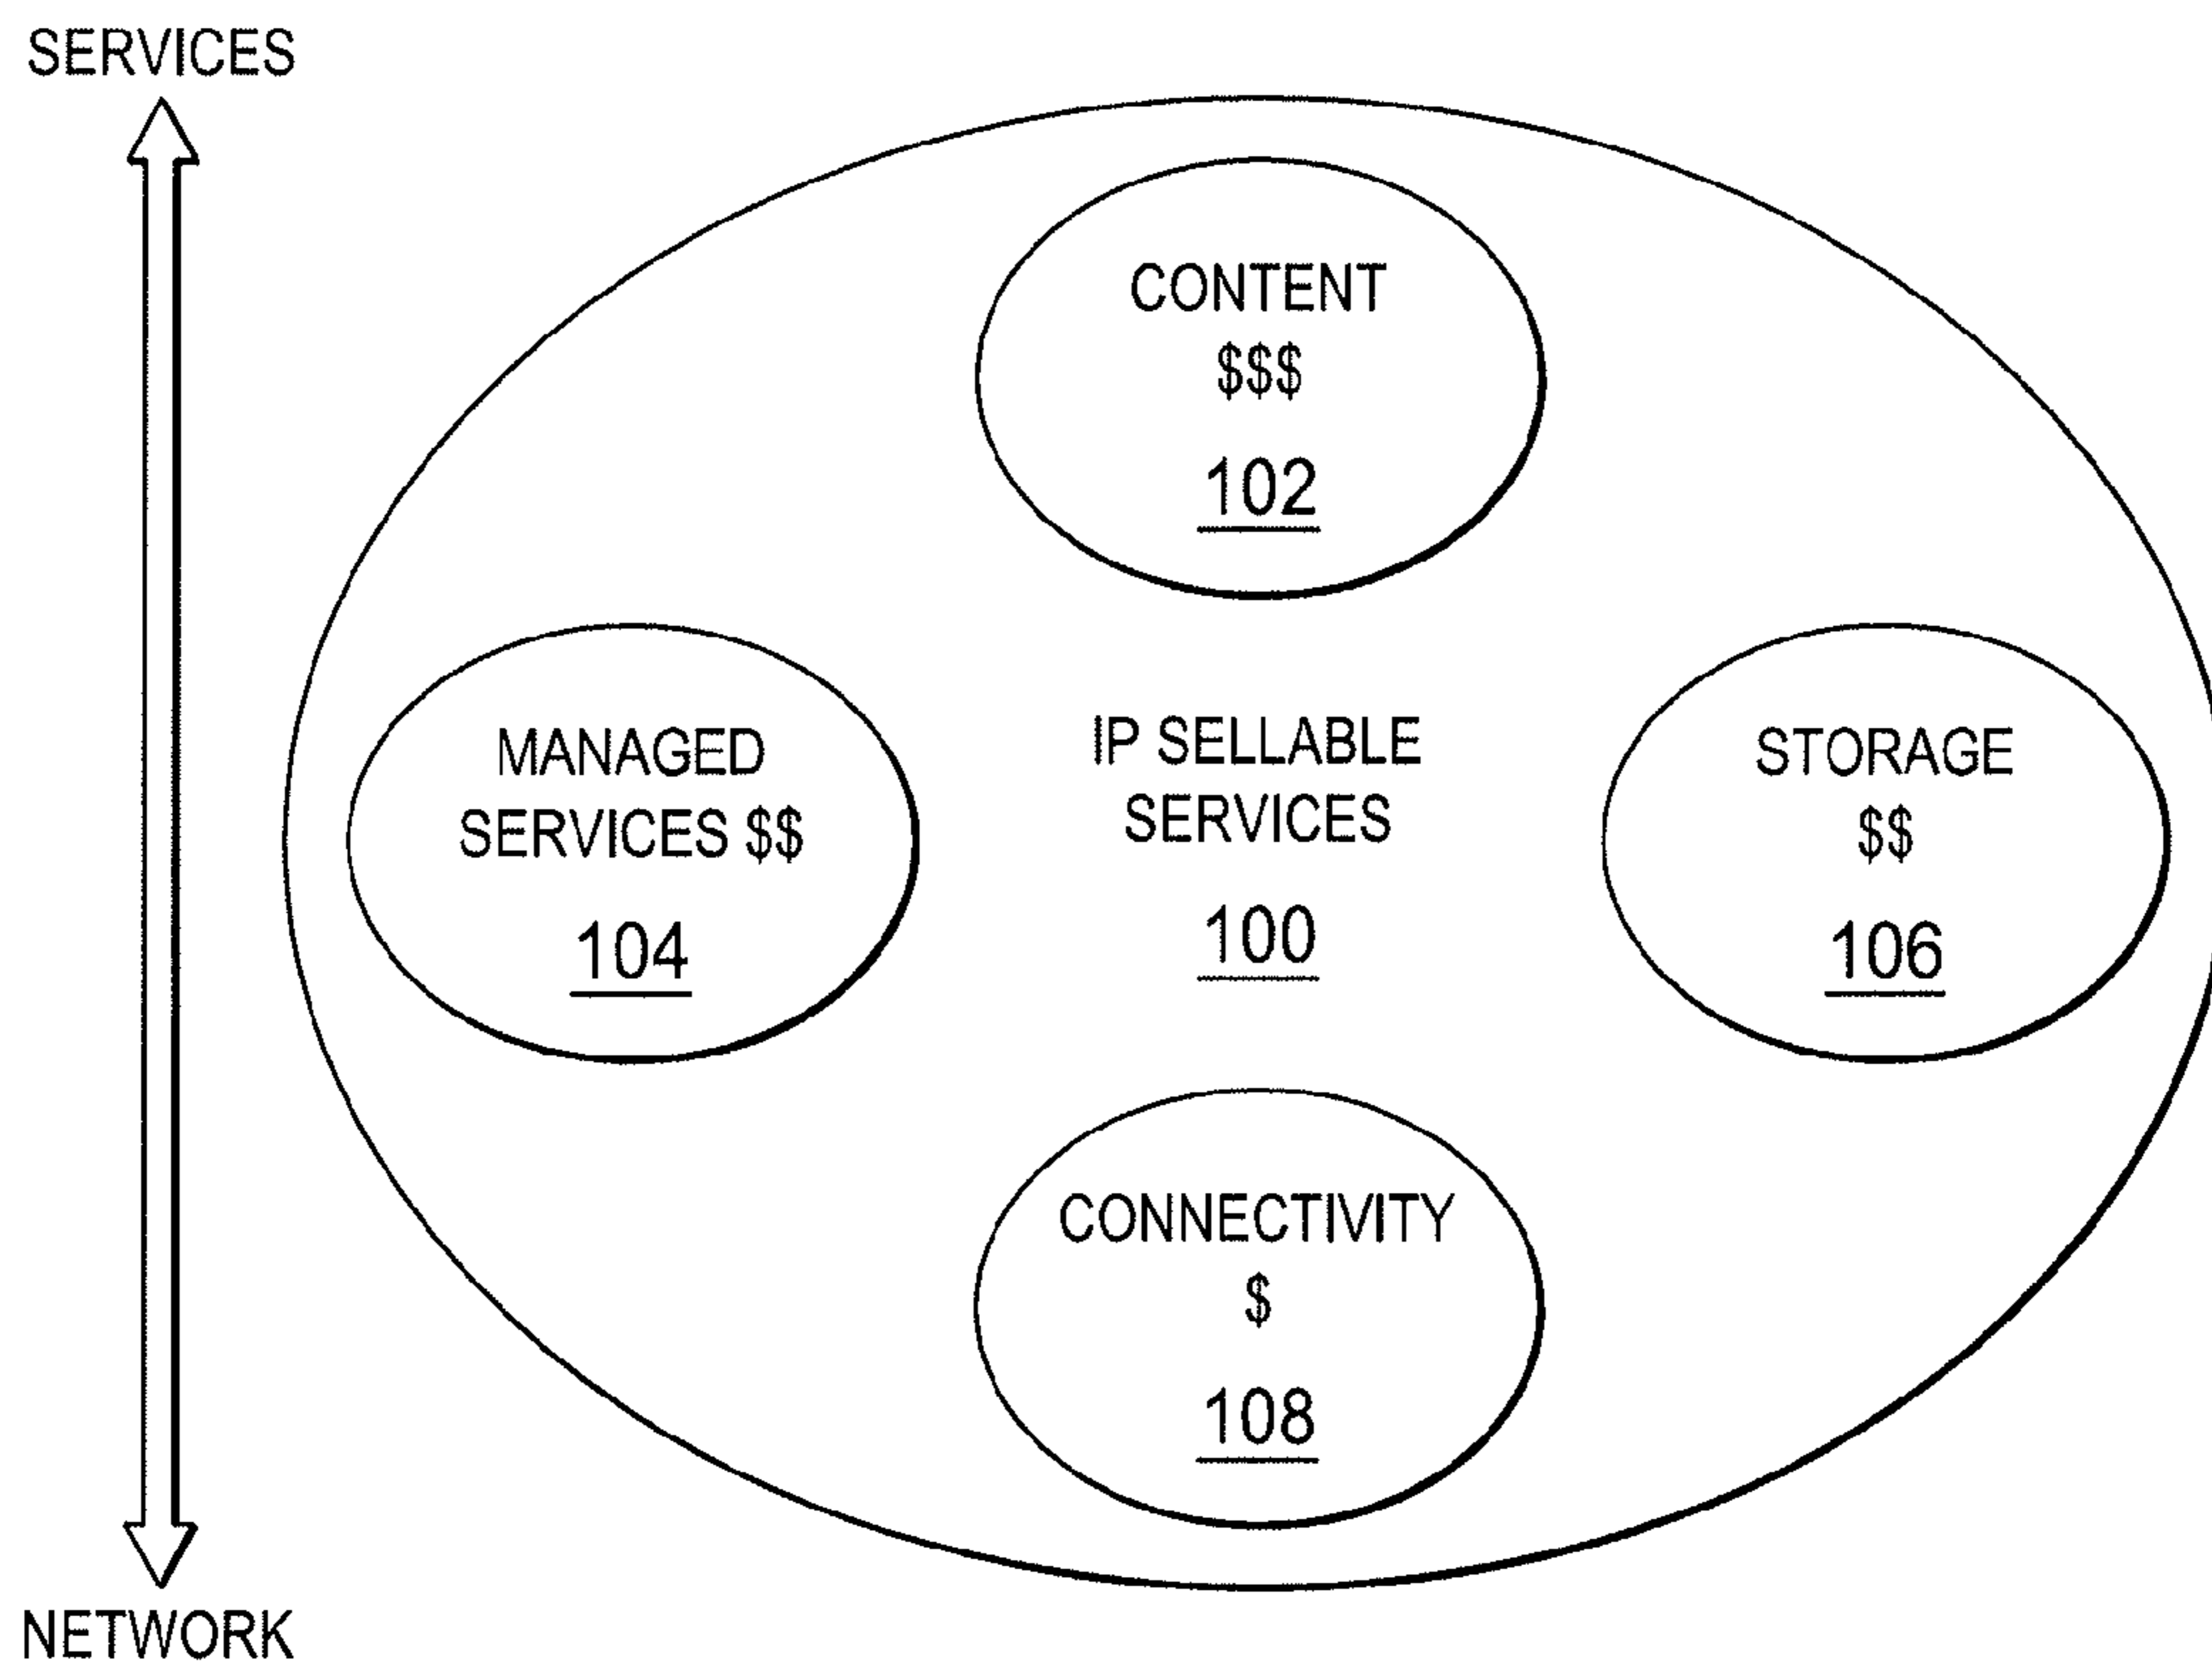 SERVICES
CONTENT
$$$
102
MANAGED
SERVICES $$
104
IP SELLABLE
SERVICES
100
STORAGE
$$
106
CONNECTIVITY
$
108
NETWORK